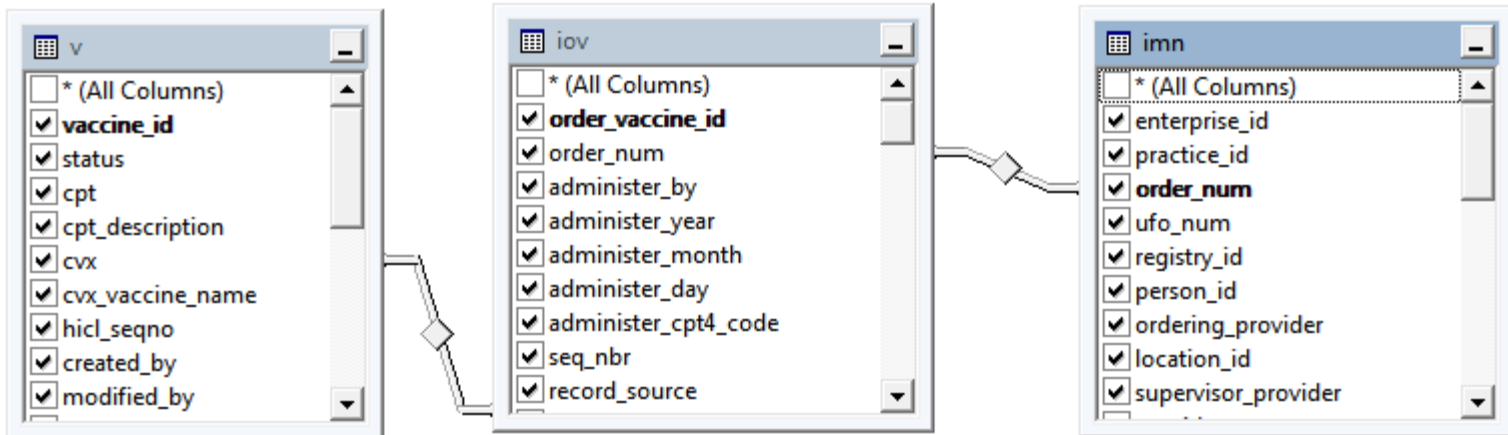 v
* (All Columns)
vaccine_id
status
cpt
cpt_description
cvx
cvx_vaccine_name
hicl_seqno
created_by
modified_by
iov
* (All Columns)
order_vaccine_id
order_num
administer_by
administer_year
administer_month
administer_day
administer_cpt4_code
seq_nbr
record_source
imn
* (All Columns)
enterprise_id
practice_id
order_num
ufo_num
registry_id
person_id
ordering_provider
location_id
supervisor_provider